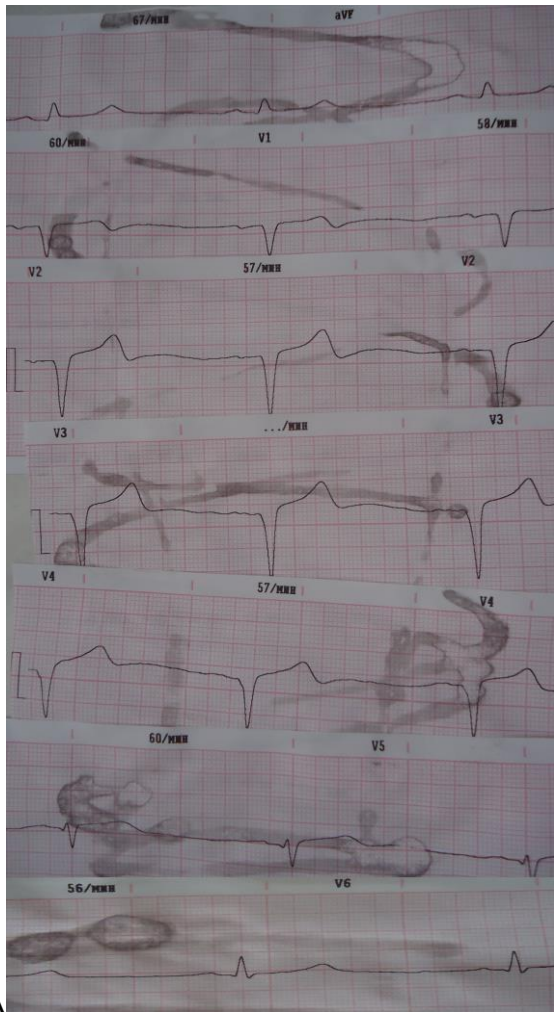 67/мин aVF
60/мин V1 58/мин
V2 57/мин V2
V3 .../мин V3
V4 57/мин V4
60/мин V5
56/мин V6